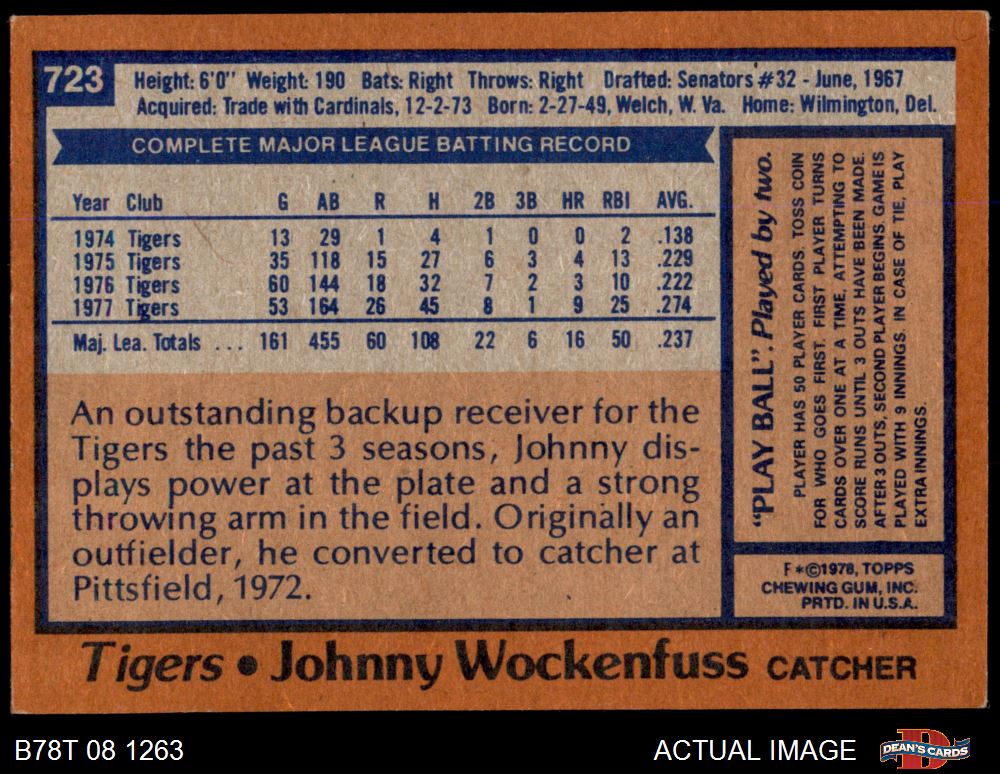 723
Height: 6'0" Weight: 190 Bats: Right Throws: Right Drafted: Senators #32 - June, 1967
Acquired: Trade with Cardinals, 12-2-73 Born: 2-27-49, Welch, W. Va. Home: Wilmington, Del.
COMPLETE MAJOR LEAGUE BATTING RECORD
Year Club G AB R H 2B 3B HR RBI AVG.
1974 Tigers 13 29 1 4 1 0 0 2 .138
1975 Tigers 35 118 15 27 6 3 4 13 .229
1976 Tigers 60 144 18 32 7 2 3 10 .222
1977 Tigers 53 164 26 45 8 1 9 25 .274
Maj. Lea. Totals ... 161 455 60 108 22 6 16 50 .237
An outstanding backup receiver for the
Tigers the past 3 seasons, Johnny dis-
plays power at the plate and a strong
throwing arm in the field. Originally an
outfielder, he converted to catcher at
Pittsfield, 1972.
"PLAY BALL". Played by two.
PLAYER HAS 50 PLAYER CARDS. TOSS COIN
FOR WHO GOES FIRST. FIRST PLAYER TURNS
CARDS OVER ONE AT A TIME, ATTEMPTING TO
SCORE RUNS UNTIL 3 OUTS HAVE BEEN MADE.
AFTER 3 OUTS, SECOND PLAYER BEGINS. GAME IS
PLAYED WITH 9 INNINGS. IN CASE OF TIE, PLAY
EXTRA INNINGS.
F*©1978, TOPPS
CHEWING GUM, INC.
PRTD. IN U.S.A.
Tigers • Johnny Wockenfuss CATCHER
B78T 08 1263
ACTUAL IMAGE
DEAN'S CARDS